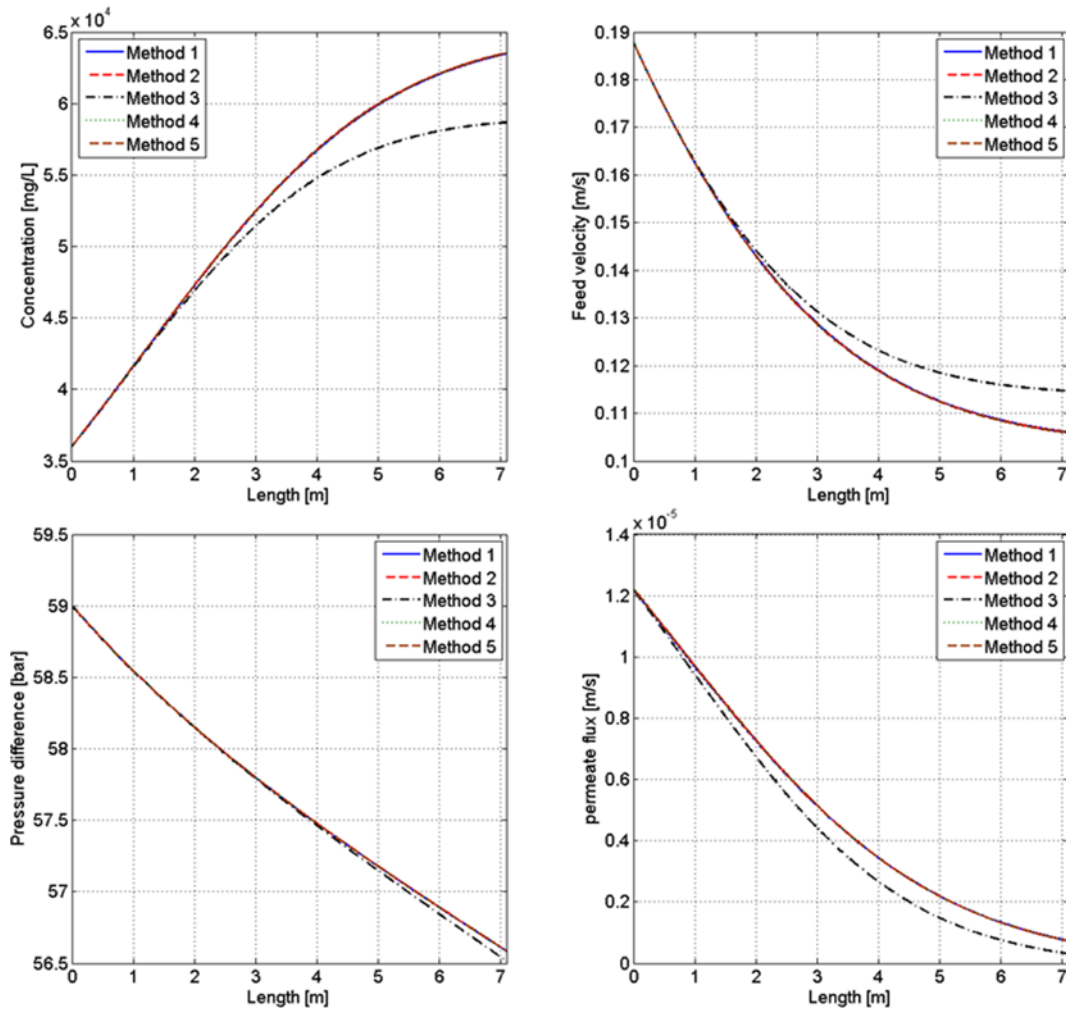 x 10⁴
6.5
6
5.5
5
4.5
4
3.5
Concentration [mg/L]
Method 1
Method 2
Method 3
Method 4
Method 5
0 1 2 3 4 5 6 7
Length [m]
0.19
0.18
0.17
0.16
0.15
0.14
0.13
0.12
0.11
0.1
Feed velocity [m/s]
Method 1
Method 2
Method 3
Method 4
Method 5
0 1 2 3 4 5 6 7
Length [m]
59.5
59
58.5
58
57.5
57
56.5
Pressure difference [bar]
Method 1
Method 2
Method 3
Method 4
Method 5
0 1 2 3 4 5 6 7
Length [m]
x 10⁻⁵
1.4
1.2
1
0.8
0.6
0.4
0.2
0
permeate flux [m/s]
Method 1
Method 2
Method 3
Method 4
Method 5
0 1 2 3 4 5 6 7
Length [m]